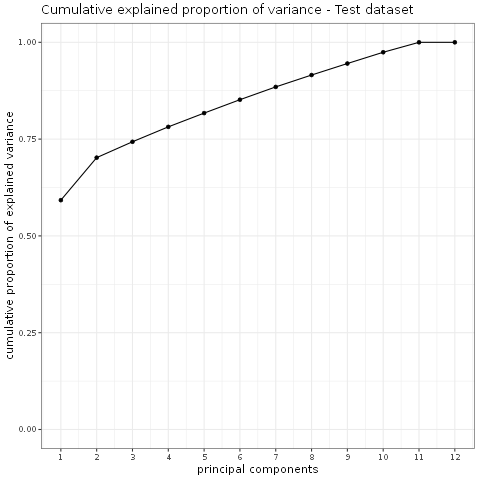 Cumulative explained proportion of variance - Test dataset
cumulative proportion of explained variance
1.00
0.75
0.50
0.25
0.00
1 2 3 4 5 6 7 8 9 10 11 12
principal components